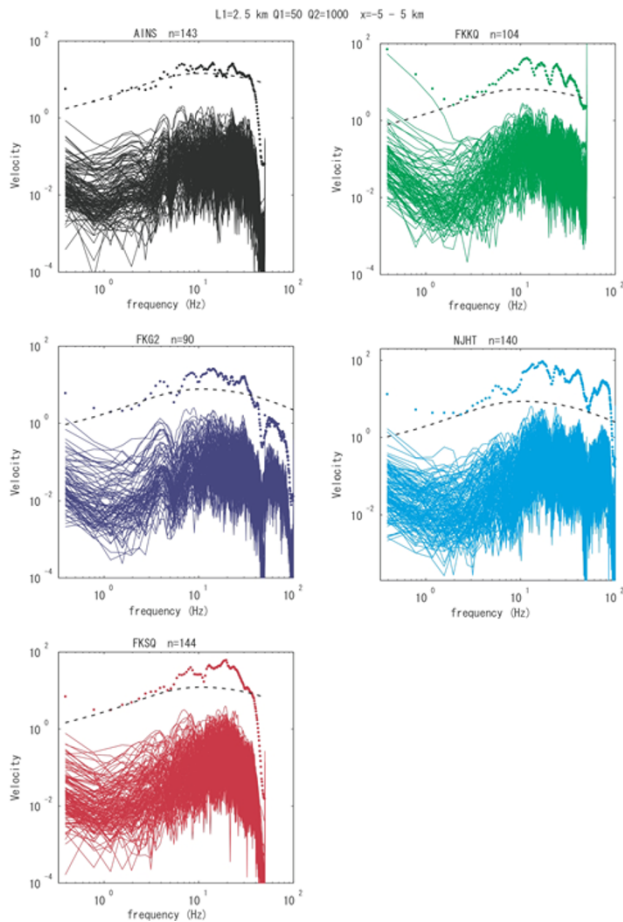 L1=2.5 km Q1=50 Q2=1000 x=-5 - 5 km
AINS n=143
10^2
10^0
10^-2
10^-4
Velocity
10^0 10^1 10^2
frequency (Hz)
FKKQ n=104
10^2
10^0
10^-2
10^-4
Velocity
10^0 10^1 10^2
frequency (Hz)
FKG2 n=90
10^2
10^0
10^-2
10^-4
Velocity
10^0 10^1 10^2
frequency (Hz)
NJHT n=140
10^2
10^0
10^-2
Velocity
10^0 10^1 10^2
frequency (Hz)
FKSQ n=144
10^2
10^0
10^-2
10^-4
Velocity
10^0 10^1 10^2
frequency (Hz)